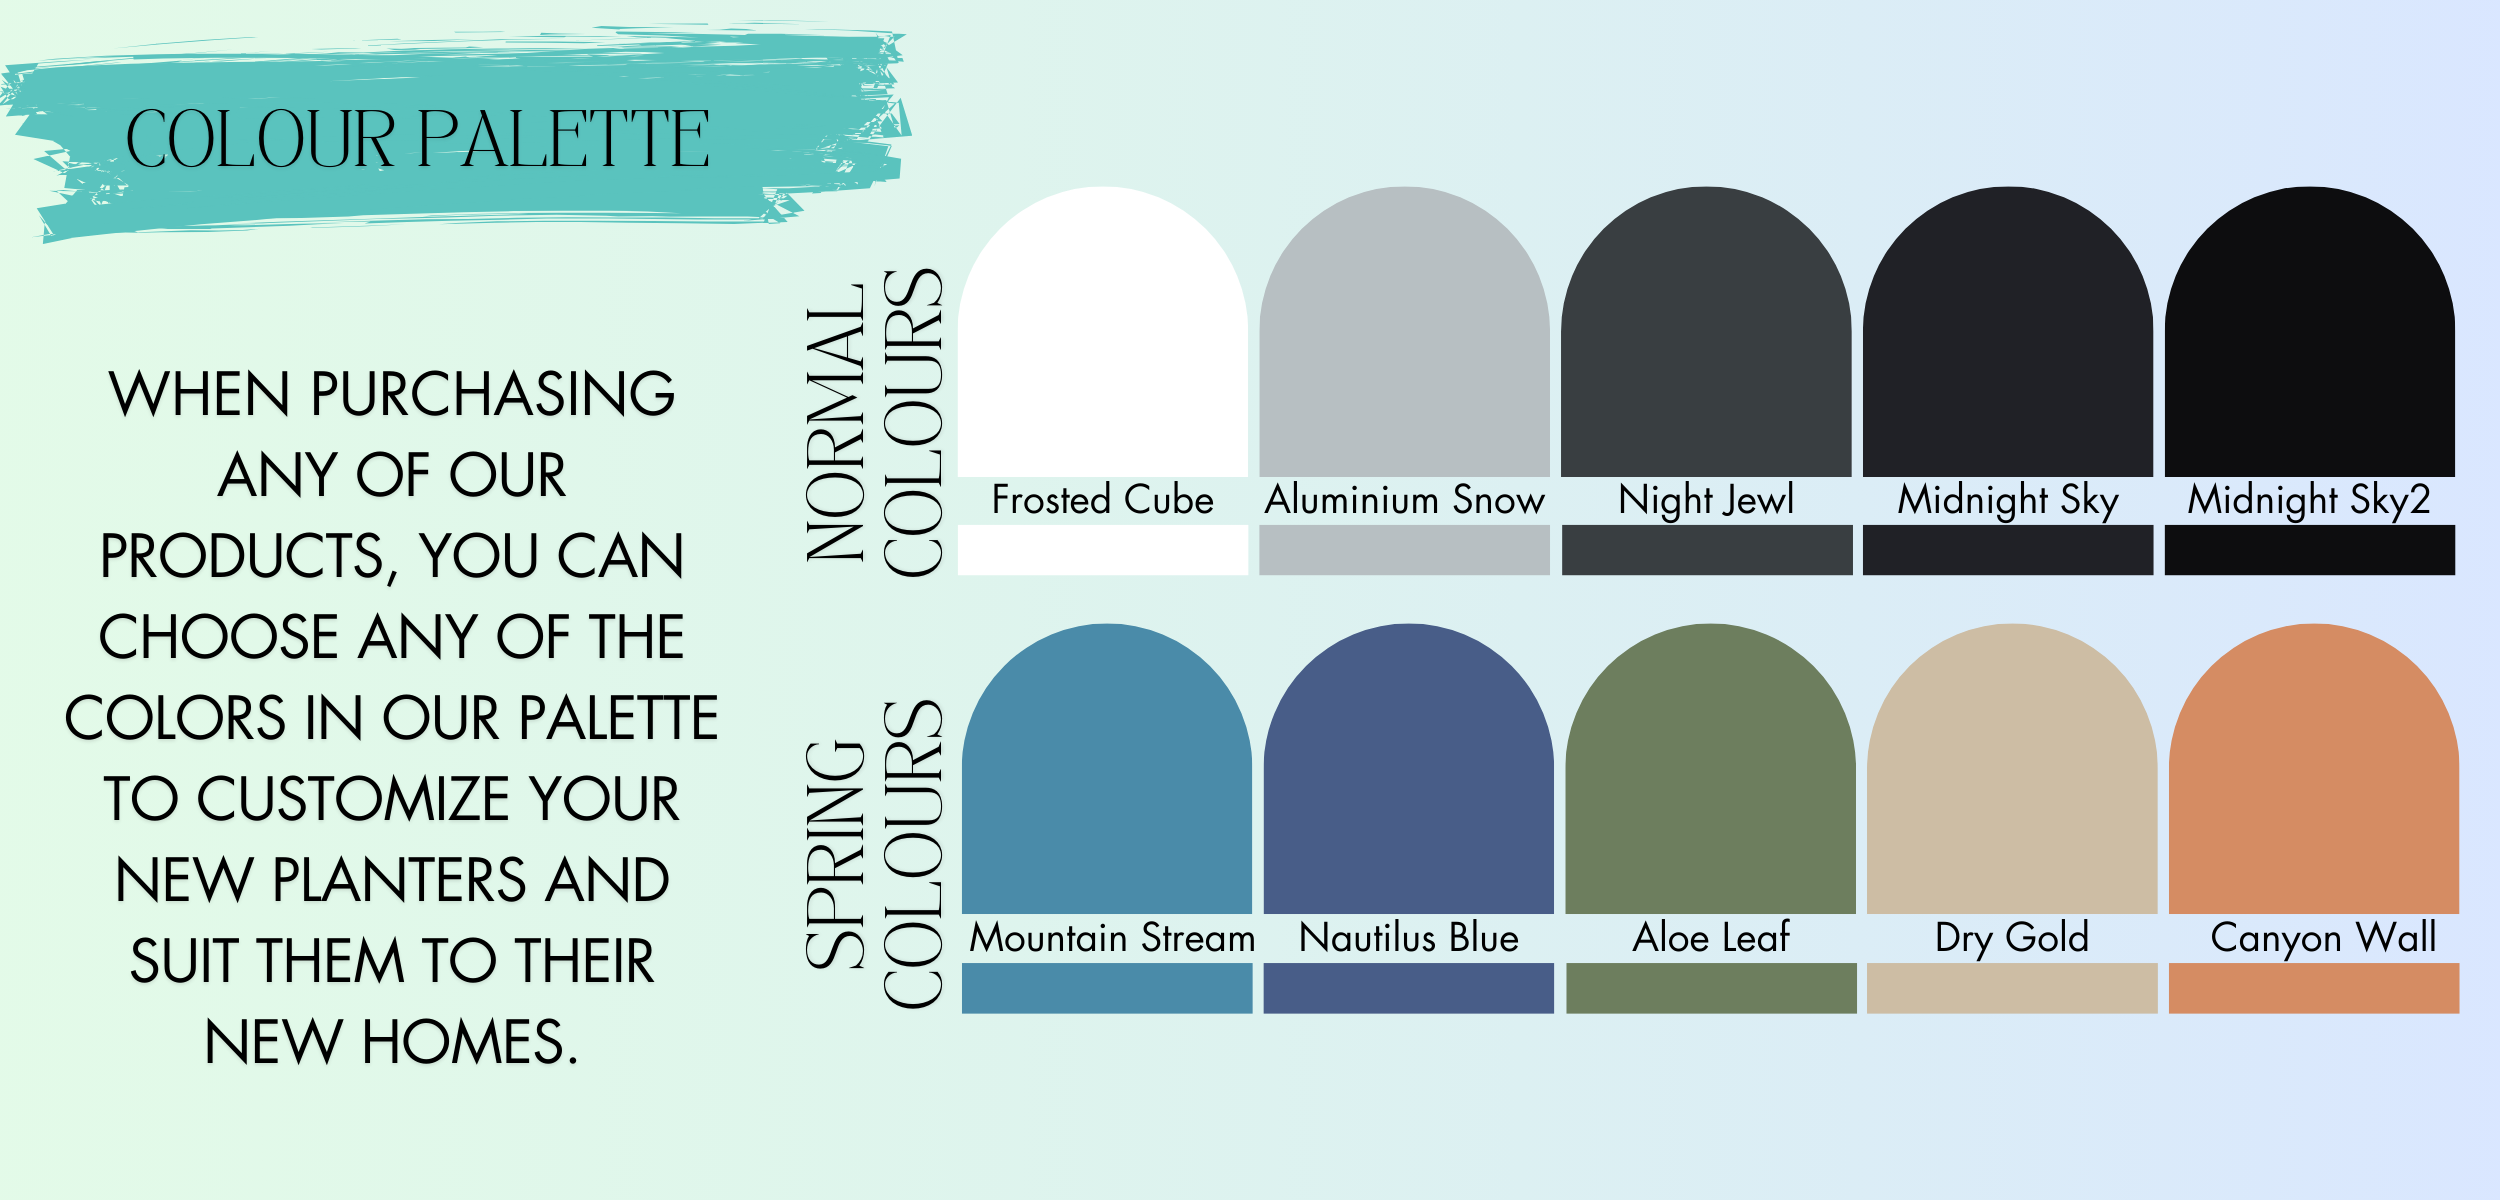 COLOUR PALETTE
WHEN PURCHASING
ANY OF OUR
PRODUCTS, YOU CAN
CHOOSE ANY OF THE
COLORS IN OUR PALETTE
TO CUSTOMIZE YOUR
NEW PLANTERS AND
SUIT THEM TO THEIR
NEW HOMES.
NORMAL
COLOURS
Frosted Cube
Aluminium Snow
Night Jewl
Midnight Sky
Midnight Sky2
SPRING
COLOURS
Mountain Stream
Nautilus Blue
Aloe Leaf
Dry Gold
Canyon Wall